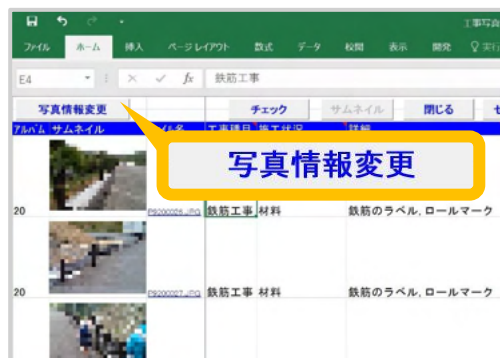 工事写真
ファイル ホーム 挿入 ページレイアウト 数式 データ 校閲 表示 開発
E4 fx 鉄筋工事
写真情報変更 チェック サムネイル 閉じる
アルバム サムネイル 工事種目 施工状況 詳細
写真情報変更
20 P9200026.JPG 鉄筋工事 材料 鉄筋のラベル,ロールマーク
20 P9200027.JPG 鉄筋工事 材料 鉄筋のラベル,ロールマーク